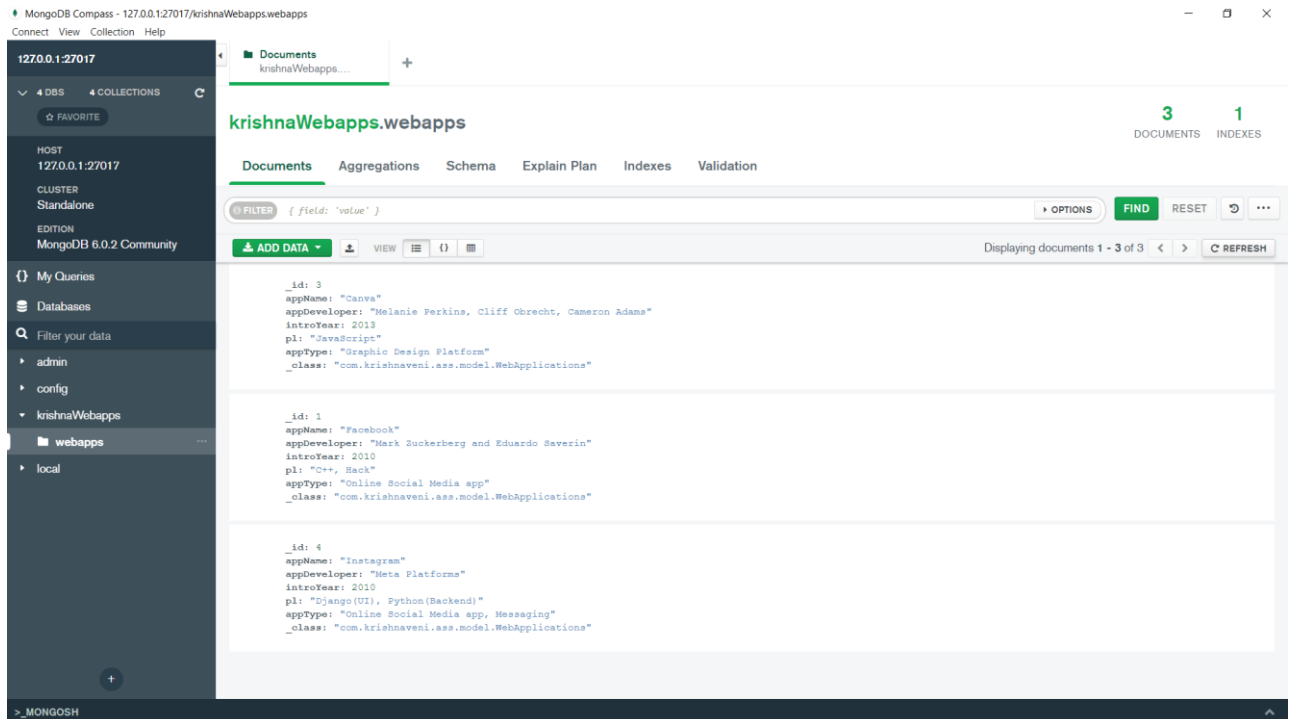 MongoDB Compass - 127.0.0.1:27017/krishnaWebapps.webapps
Connect View Collection Help
127.0.0.1:27017
4 DBS 4 COLLECTIONS
FAVORITE
HOST
127.0.0.1:27017
CLUSTER
Standalone
EDITION
MongoDB 6.0.2 Community
{} My Queries
Databases
Filter your data
admin
config
krishnaWebapps
webapps ...
local
+
Documents
krishnaWebapps....
+
krishnaWebapps.webapps
3
DOCUMENTS
1
INDEXES
Documents Aggregations Schema Explain Plan Indexes Validation
FILTER { field: 'value' }
OPTIONS
FIND
RESET
...
ADD DATA
VIEW
{}
Displaying documents 1 - 3 of 3 < >
REFRESH
_id: 3
appName: "Canva"
appDeveloper: "Melanie Perkins, Cliff Obrecht, Cameron Adams"
introYear: 2013
pl: "JavaScript"
appType: "Graphic Design Platform"
_class: "com.krishnaveni.ass.model.WebApplications"
_id: 1
appName: "Facebook"
appDeveloper: "Mark Zuckerberg and Eduardo Saverin"
introYear: 2010
pl: "C++, Hack"
appType: "Online Social Media app"
_class: "com.krishnaveni.ass.model.WebApplications"
_id: 4
appName: "Instagram"
appDeveloper: "Meta Platforms"
introYear: 2010
pl: "Django(UI), Python(Backend)"
appType: "Online Social Media app, Messaging"
_class: "com.krishnaveni.ass.model.WebApplications"
>_MONGOSH